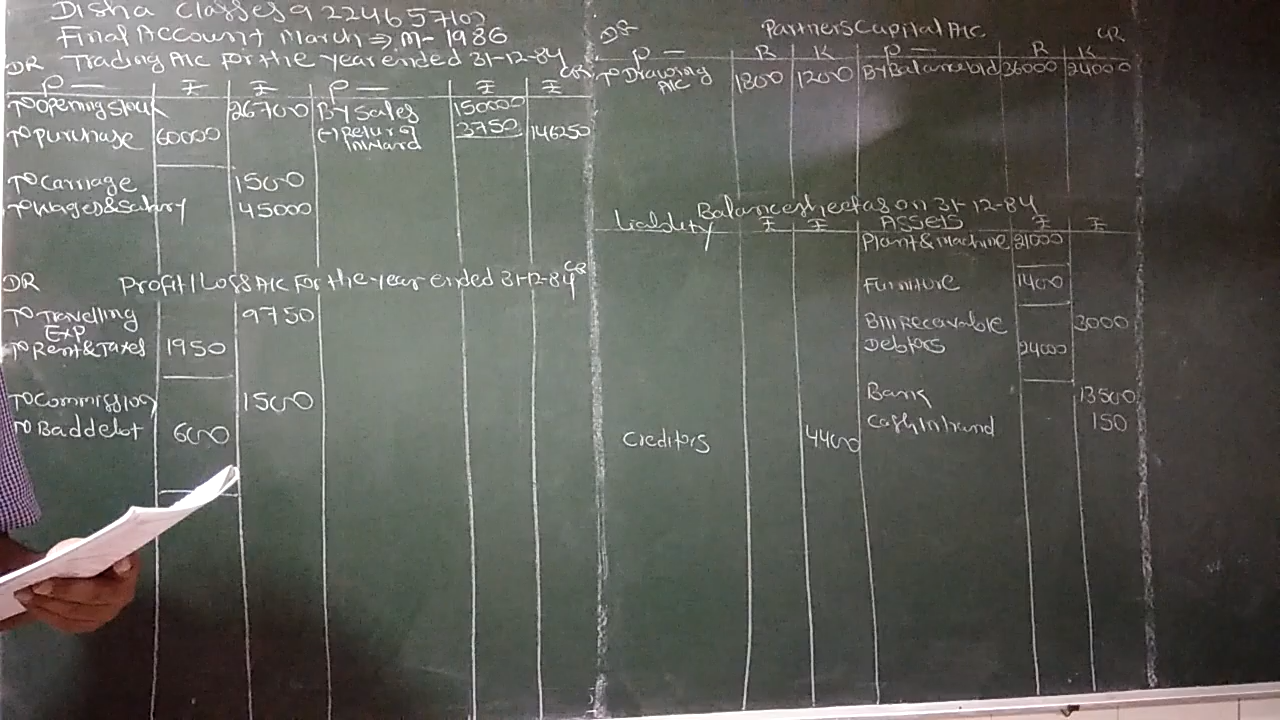 Disha Classes 9224657102
Final Account March ⇒ M-1986
DR Trading A/c For the year ended 31-12-84 CR
P — ₹ ₹ P — ₹ ₹
To Opening Stock 26700 By Sales 150000
To Purchase 60000 (-) Return Inward 3750 146250
To Carriage 1500
To Wages & Salary 45000
DR Profit/Loss A/c For the year ended 31-12-84 CR
To Travelling Exp 9750
To Rent & Taxes 1950
To Commission 1500
To Bad debt 600
DR Partners Capital A/c CR
P — R K P — R K
To Drawing A/c 1800 1200 By Balance b/d 36000 24000
Balance sheet as on 31-12-84
Liability ₹ ₹ ASSETS ₹ ₹
Plant & Machine 21000
Furniture 1400
Bill Recevable 3000
Debtors 24000
Bank 13500
Creditors 4400 Cash In hand 150